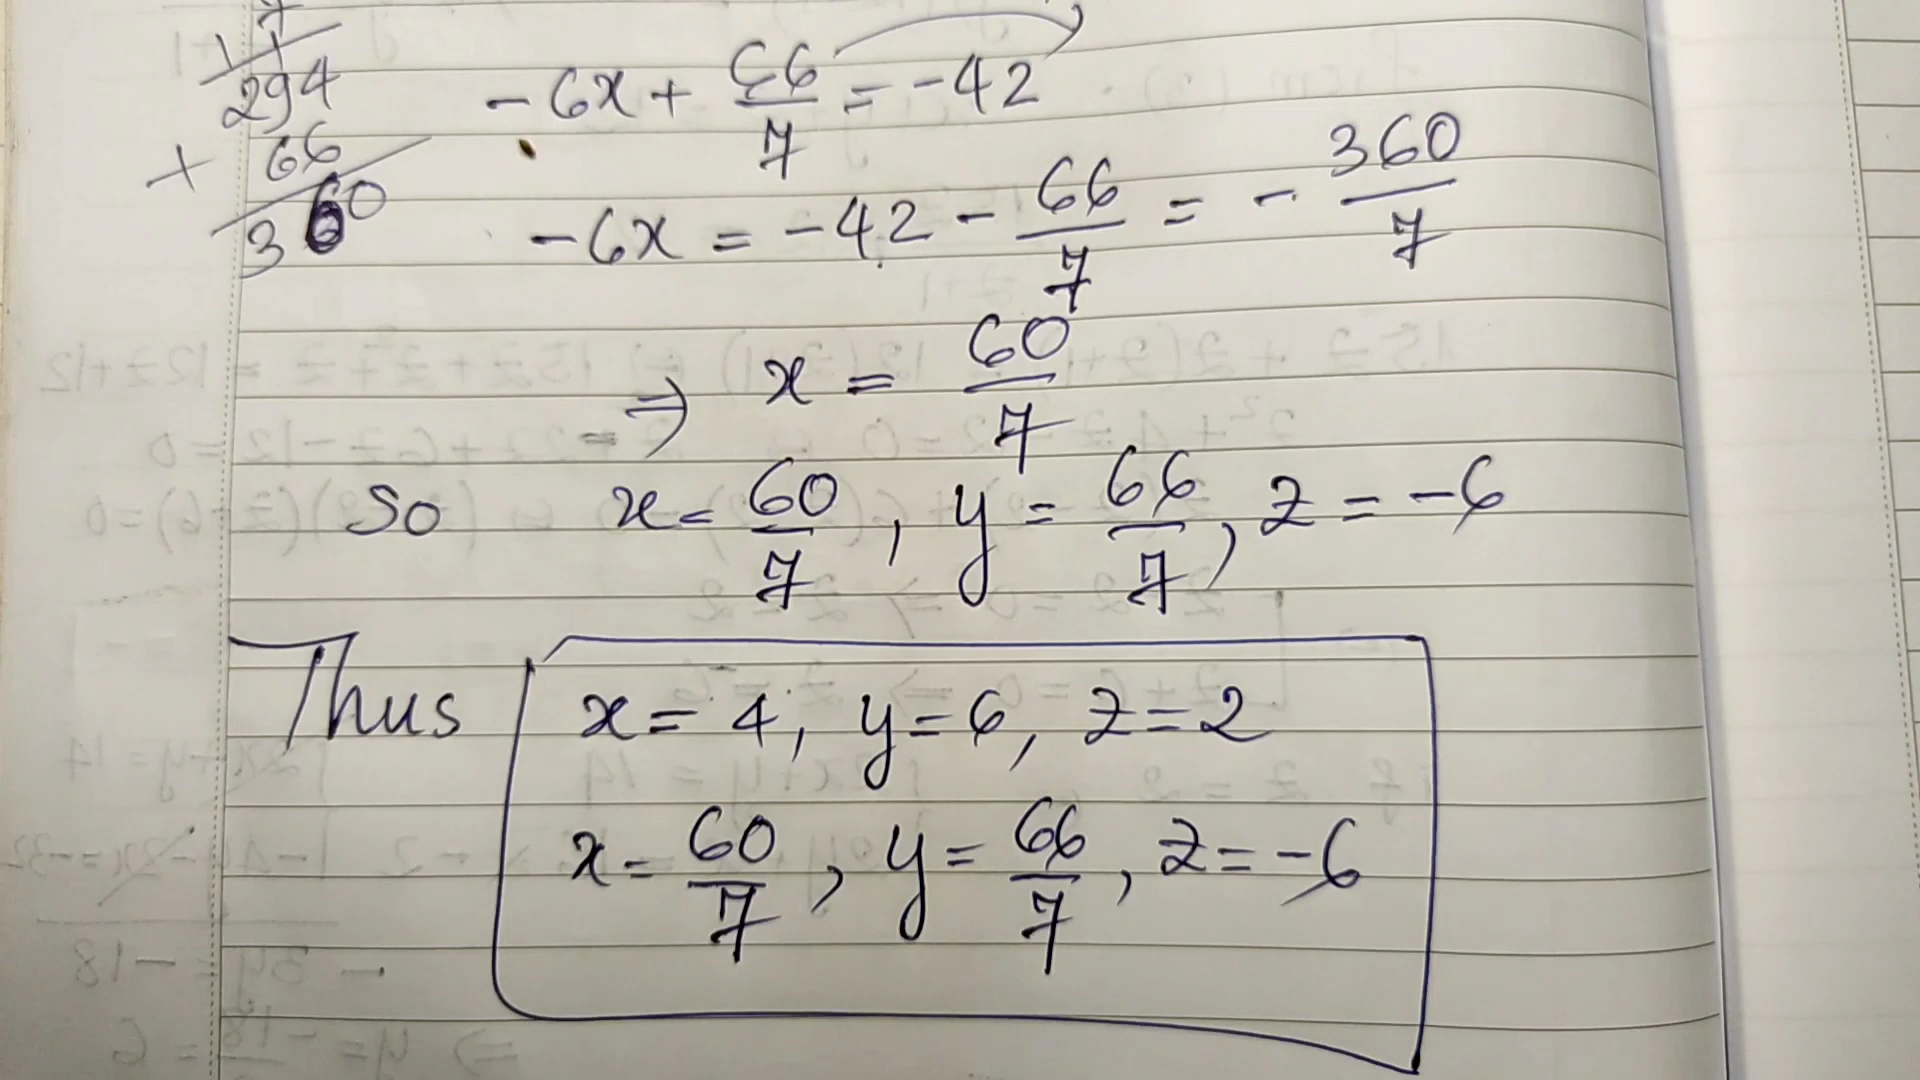 294
+ 66
360
-6x + 66/7 = -42
-6x = -42 - 66/7 = - 360/7
⇒ x = 60/7
So x = 60/7, y = 66/7, z = -6
Thus x = 4, y = 6, z = 2
x = 60/7, y = 66/7, z = -6